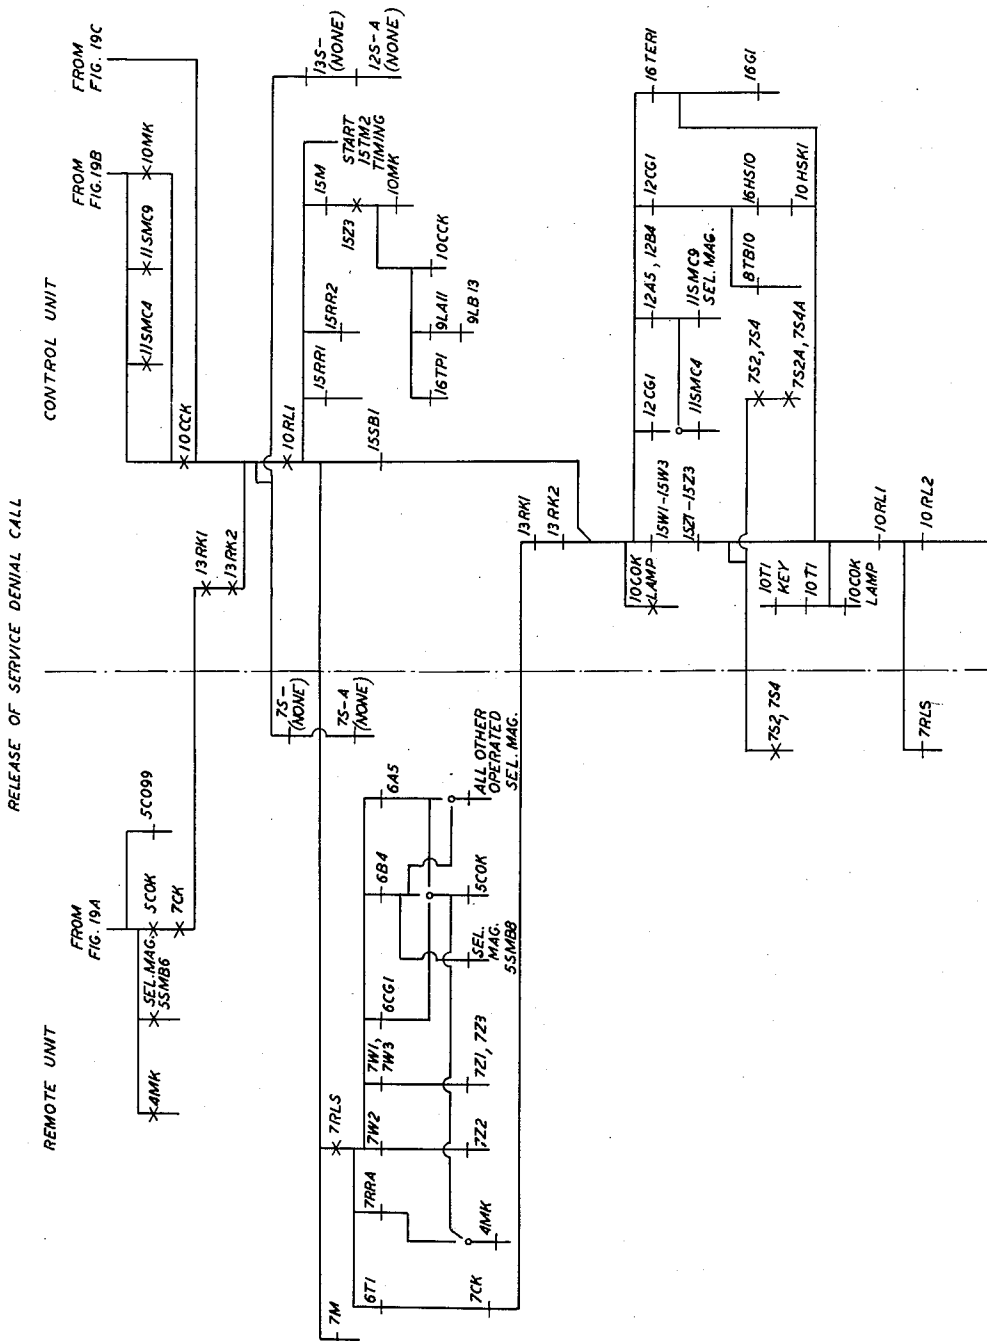 RELEASE OF SERVICE DENIAL CALL
REMOTE UNIT
CONTROL UNIT
FROM
FIG. 19A
4MK
SEL. MAG.
5SMB6
5COK
7CK
5CO99
FROM
FIG. 19B
11SMC4
11SMC9
10MK
FROM
FIG. 19C
10CCK
13RK1
13RK2
7S-
(NONE)
7S-A
(NONE)
13S-
(NONE)
12S-A
(NONE)
10RL1
15RR1
15RR2
15M
15Z3
START
15TM2
TIMING
10MK
16TP1
9LA11
9LB13
10CCK
15SB1
7M
7RLS
6T1
7CK
7RRA
4MK
7W2
7Z2
7W1,
7W3
7Z1, 7Z3
6CG1
SEL.
MAG.
5SMB8
6B4
5COK
6A5
ALL OTHER
OPERATED
SEL. MAG.
13RK1
13RK2
10COK
LAMP
15W1-15W3
15Z1-15Z3
12CG1
11SMC4
12A5, 12B4
11SMC9
SEL. MAG.
12CG1
8TB10
16HS10
10HSK1
16TER1
16G1
7S2, 7S4
7S2, 7S4
7S2A, 7S4A
10T1
KEY
10T1
10COK
LAMP
10RL1
7RLS
10RL2